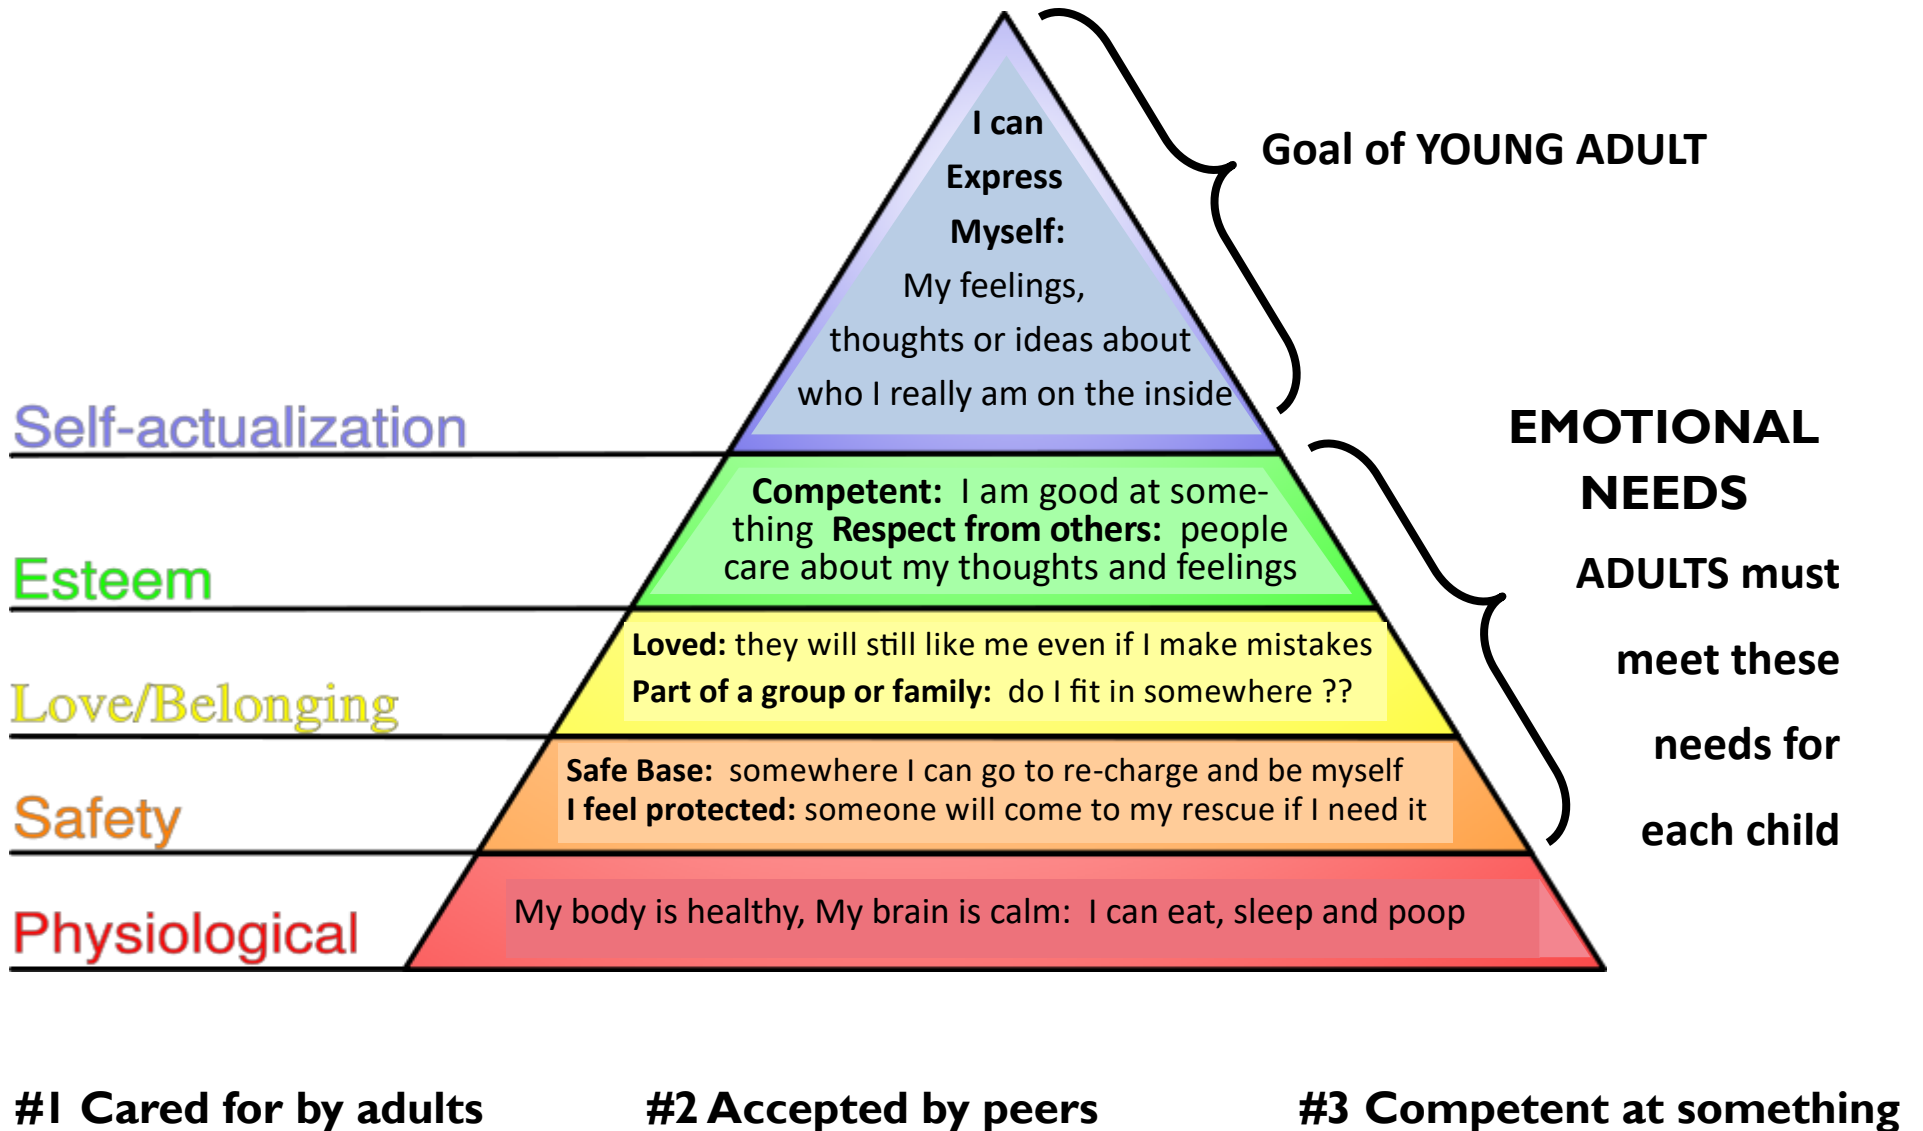 I can
Express
Myself:
My feelings,
thoughts or ideas about
who I really am on the inside
Goal of YOUNG ADULT
Self-actualization
EMOTIONAL
NEEDS
ADULTS must
meet these
needs for
each child
Competent:  I am good at some-
thing  Respect from others:  people
care about my thoughts and feelings
Esteem
Loved: they will still like me even if I make mistakes
Part of a group or family:  do I fit in somewhere ??
Love/Belonging
Safe Base:  somewhere I can go to re-charge and be myself
I feel protected: someone will come to my rescue if I need it
Safety
My body is healthy, My brain is calm:  I can eat, sleep and poop
Physiological
#1 Cared for by adults
#2 Accepted by peers
#3 Competent at something